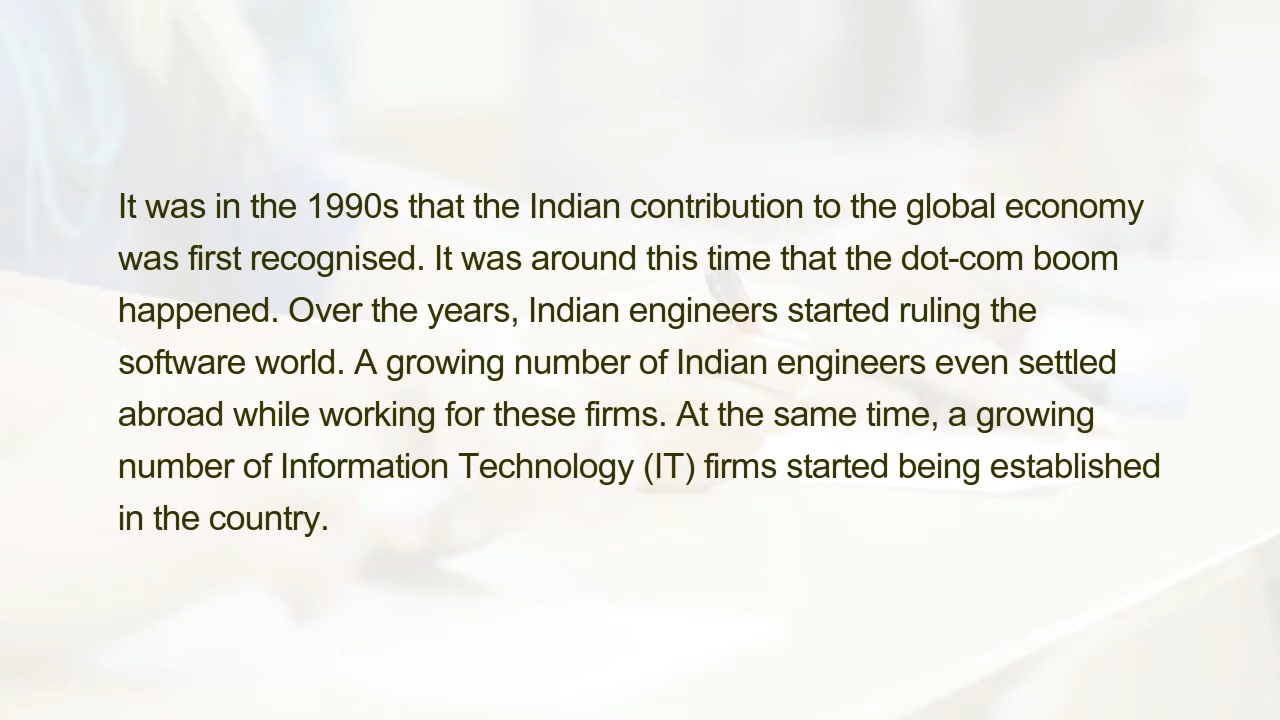 It was in the 1990s that the Indian contribution to the global economy
was first recognised. It was around this time that the dot-com boom
happened. Over the years, Indian engineers started ruling the
software world. A growing number of Indian engineers even settled
abroad while working for these firms. At the same time, a growing
number of Information Technology (IT) firms started being established
in the country.